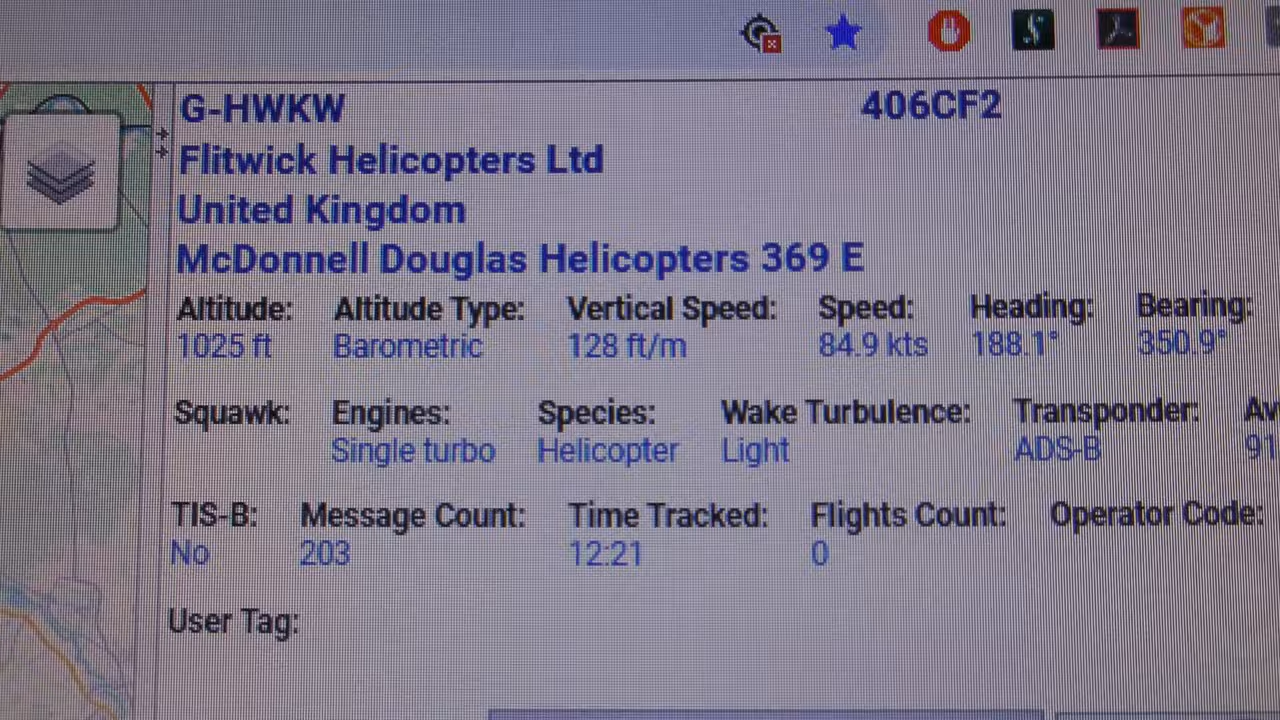 G-HWKW 406CF2
Flitwick Helicopters Ltd
United Kingdom
McDonnell Douglas Helicopters 369 E
Altitude: Altitude Type: Vertical Speed: Speed: Heading: Bearing:
1025 ft Barometric 128 ft/m 84.9 kts 188.1° 350.9°
Squawk: Engines: Species: Wake Turbulence: Transponder: Av
Single turbo Helicopter Light ADS-B 91
TIS-B: Message Count: Time Tracked: Flights Count: Operator Code:
No 203 12:21 0
User Tag: